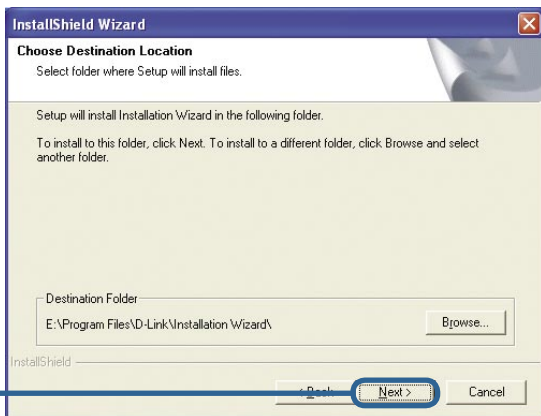 InstallShield Wizard
Choose Destination Location
Select folder where Setup will install files.
Setup will install Installation Wizard in the following folder.
To install to this folder, click Next. To install to a different folder, click Browse and select
another folder.
Destination Folder
E:\Program Files\D-Link\Installation Wizard\
Browse...
InstallShield
< Back
Next >
Cancel